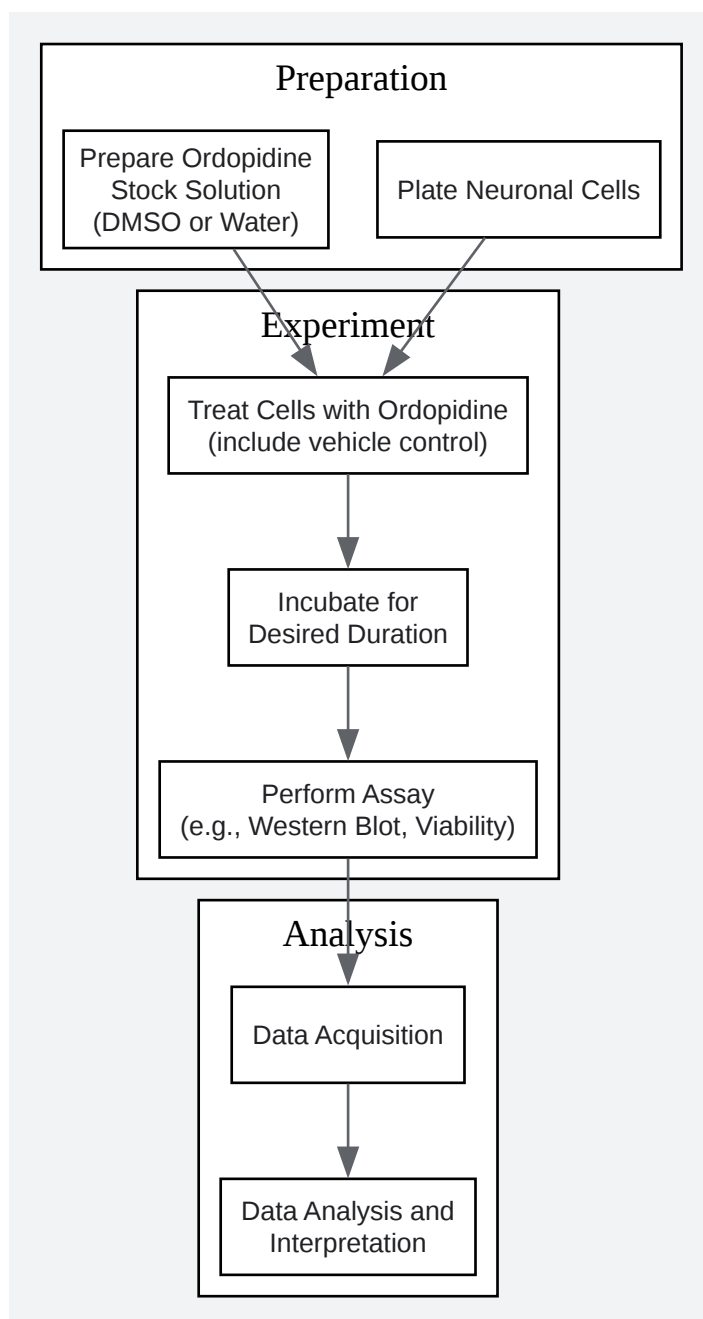 Preparation
Prepare Ordopidine
Stock Solution
(DMSO or Water)
Plate Neuronal Cells
Experiment
Treat Cells with Ordopidine
(include vehicle control)
Incubate for
Desired Duration
Perform Assay
(e.g., Western Blot, Viability)
Analysis
Data Acquisition
Data Analysis and
Interpretation